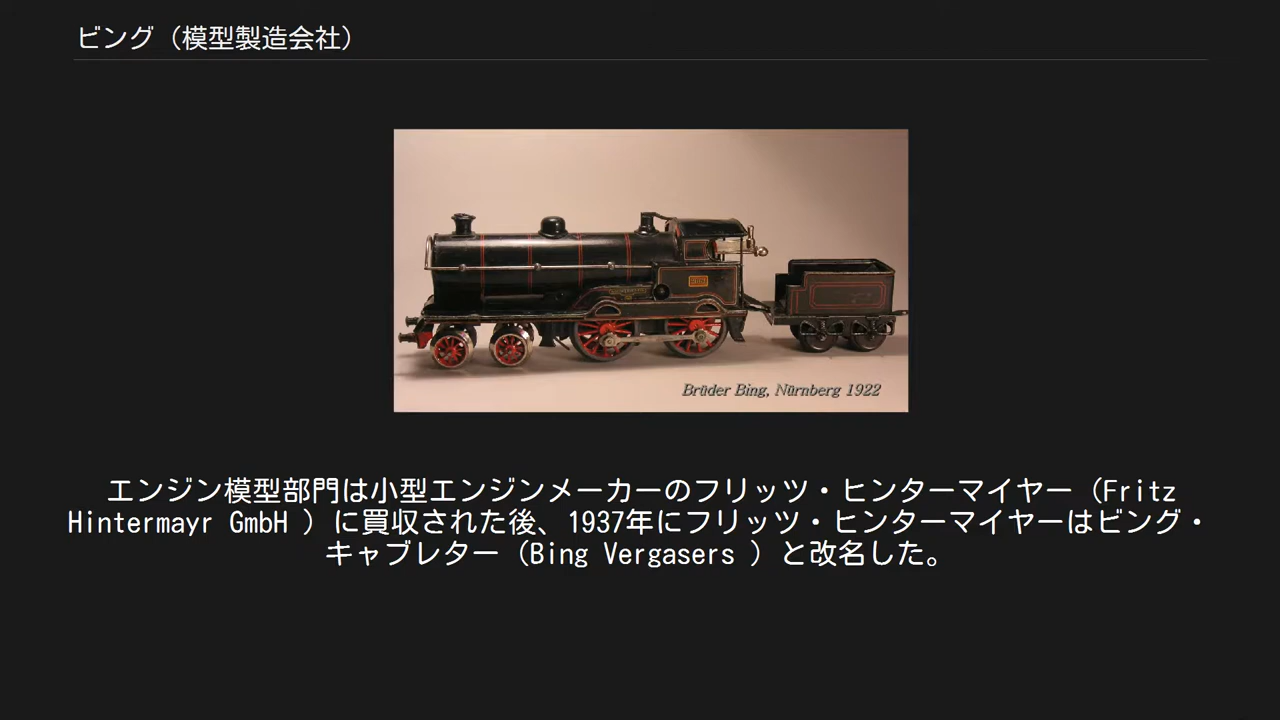 ビング（模型製造会社）
Brüder Bing, Nürnberg 1922
エンジン模型部門は小型エンジンメーカーのフリッツ・ヒンターマイヤー（Fritz
Hintermayr GmbH ）に買収された後、1937年にフリッツ・ヒンターマイヤーはビング・
キャブレター（Bing Vergasers ）と改名した。